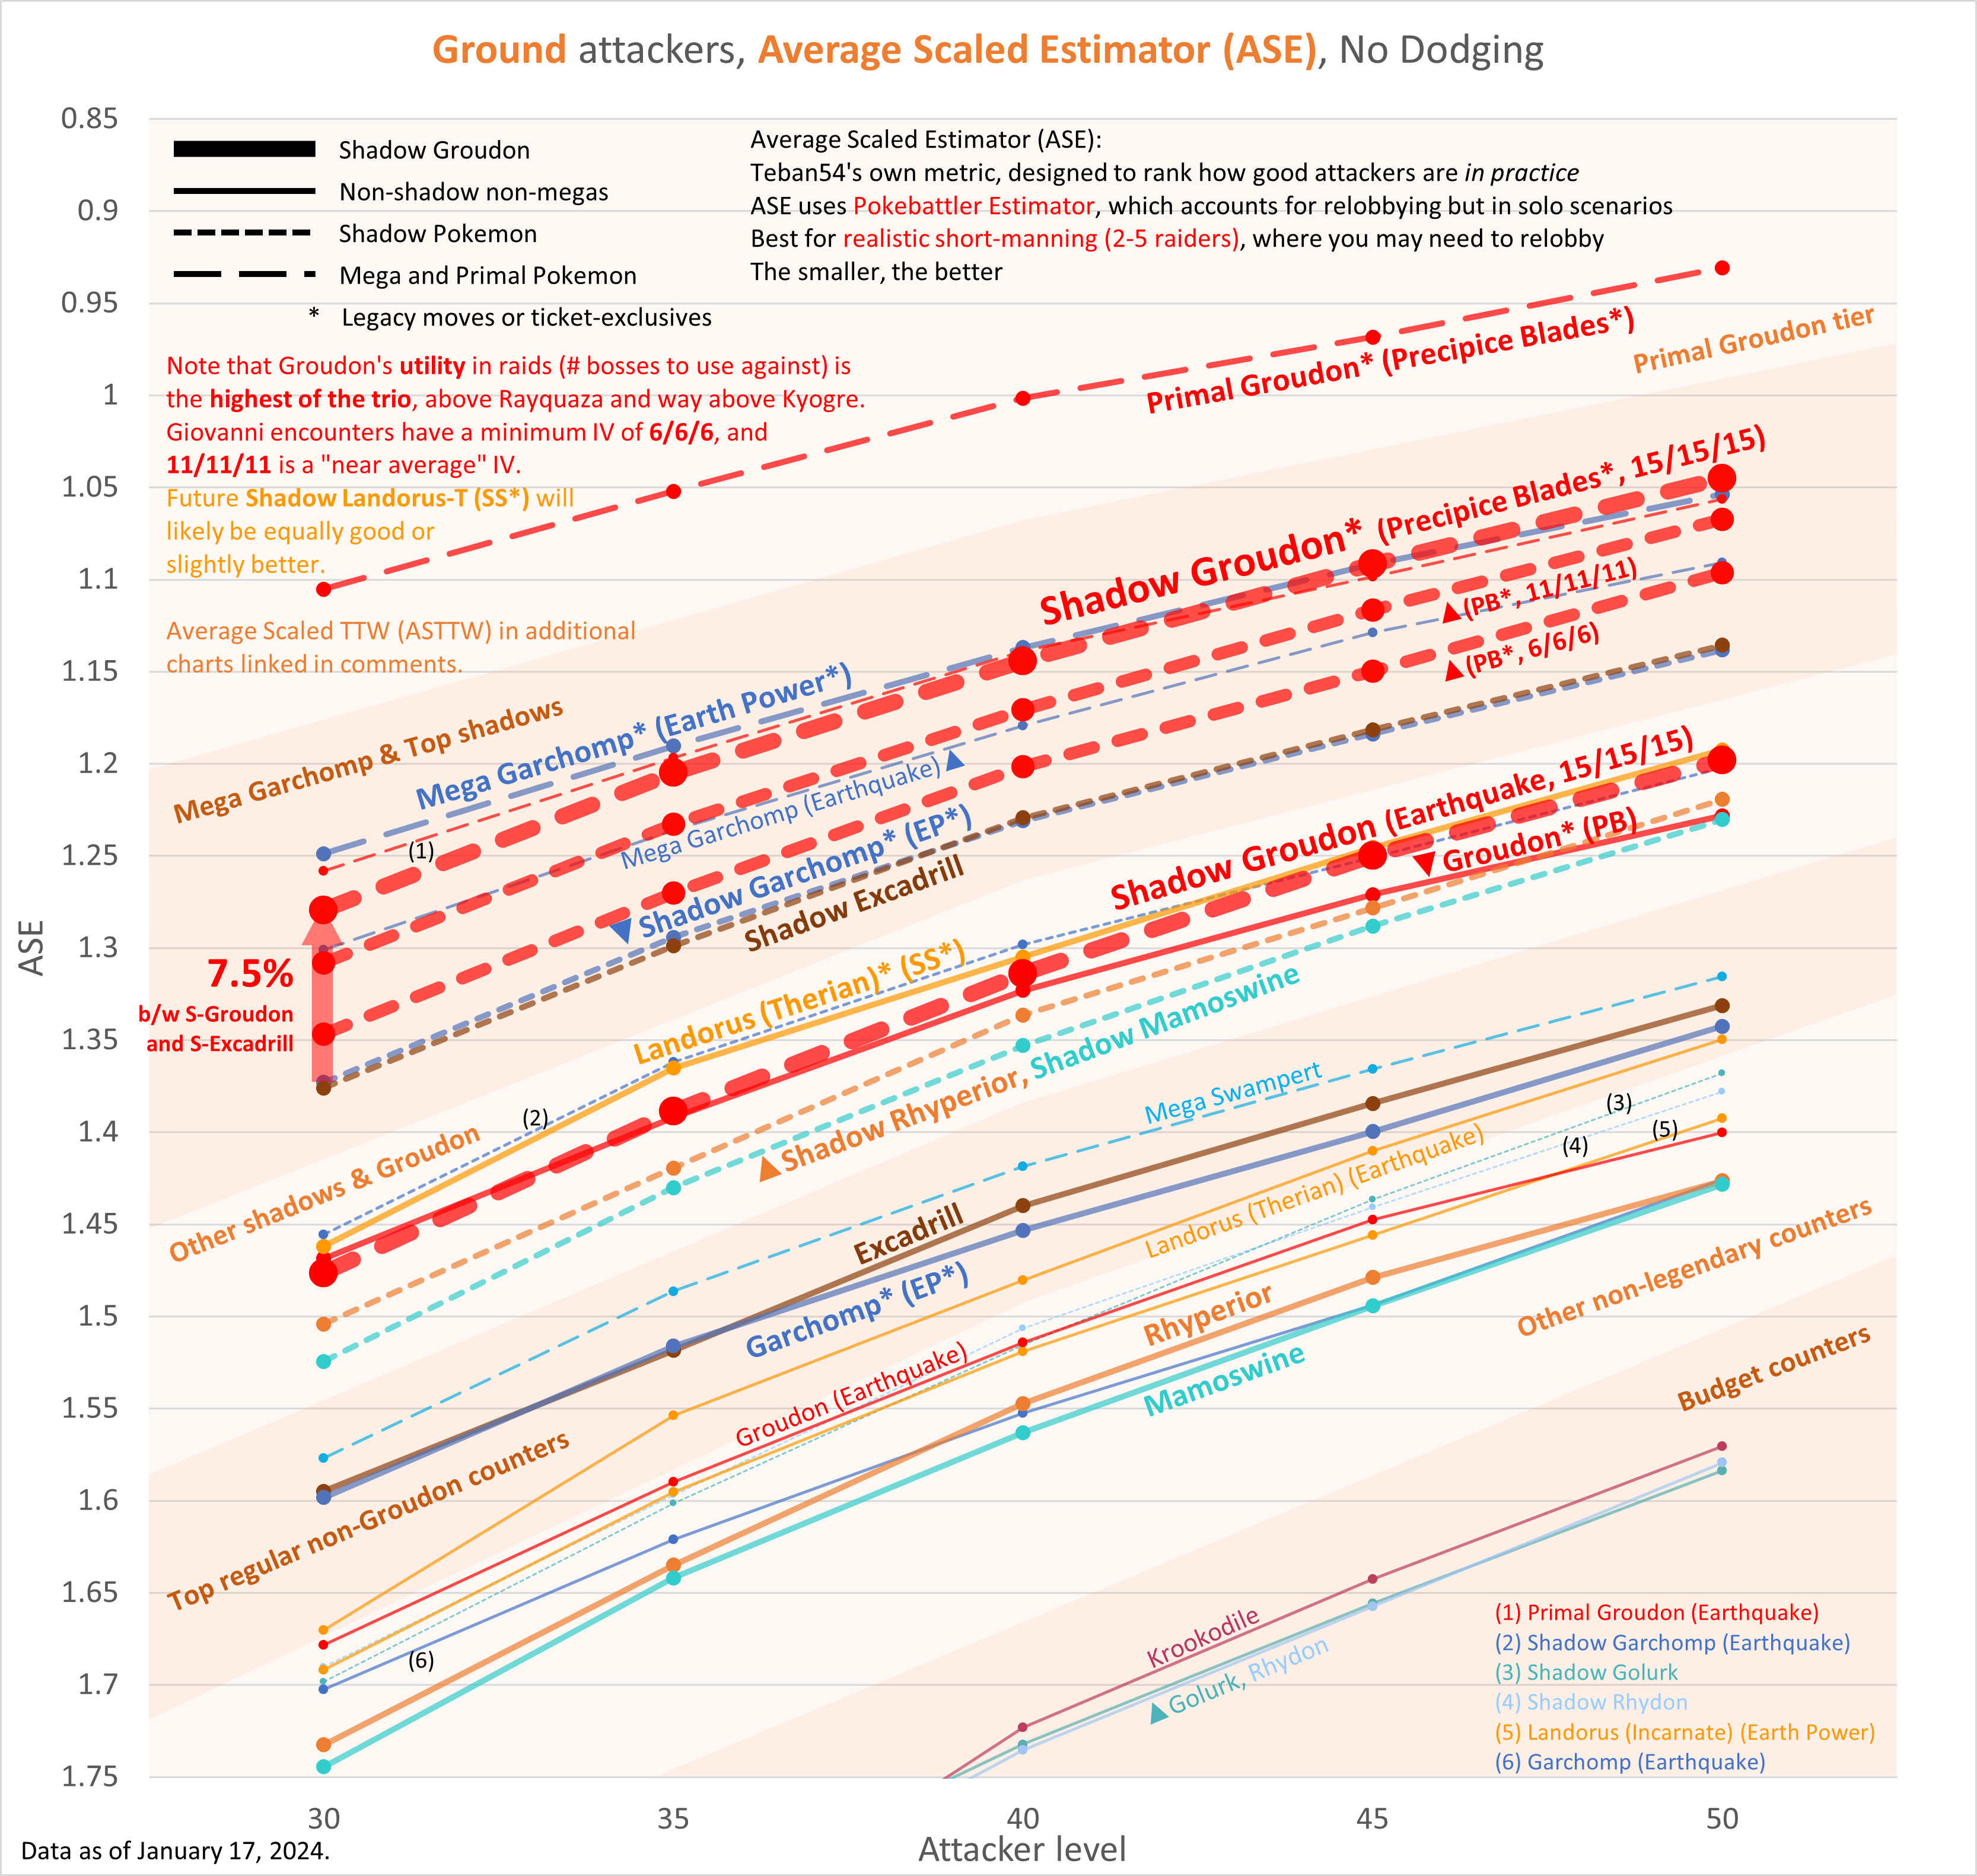 Ground attackers, Average Scaled Estimator (ASE), No Dodging
0.85
0.9
0.95
1
1.05
1.1
1.15
1.2
1.25
1.3
1.35
1.4
1.45
1.5
1.55
1.6
1.65
1.7
1.75
ASE
Shadow Groudon
Non-shadow non-megas
Shadow Pokemon
Mega and Primal Pokemon
* Legacy moves or ticket-exclusives
Average Scaled Estimator (ASE):
Teban54's own metric, designed to rank how good attackers are in practice
ASE uses Pokebattler Estimator, which accounts for relobbying but in solo scenarios
Best for realistic short-manning (2-5 raiders), where you may need to relobby
The smaller, the better
Note that Groudon's utility in raids (# bosses to use against) is
the highest of the trio, above Rayquaza and way above Kyogre.
Giovanni encounters have a minimum IV of 6/6/6, and
11/11/11 is a "near average" IV.
Future Shadow Landorus-T (SS*) will
likely be equally good or
slightly better.
Average Scaled TTW (ASTTW) in additional
charts linked in comments.
Primal Groudon* (Precipice Blades*)
Primal Groudon tier
Shadow Groudon* (Precipice Blades*, 15/15/15)
▲(PB*, 11/11/11)
▲(PB*, 6/6/6)
Mega Garchomp & Top shadows
Mega Garchomp* (Earth Power*)
(1)
Mega Garchomp (Earthquake)▲
▼Shadow Garchomp* (EP*)
Shadow Excadrill
7.5%
b/w S-Groudon
and S-Excadrill
Shadow Groudon (Earthquake, 15/15/15)
▼Groudon* (PB)
Landorus (Therian)* (SS*)
(2)
▲Shadow Rhyperior, Shadow Mamoswine
Other shadows & Groudon
Mega Swampert
(3)
(4)
(5)
Excadrill
Landorus (Therian) (Earthquake)
Garchomp* (EP*)
Groudon (Earthquake)
Rhyperior
Mamoswine
Other non-legendary counters
Top regular non-Groudon counters
(6)
Budget counters
Krookodile
▲Golurk, Rhydon
(1) Primal Groudon (Earthquake)
(2) Shadow Garchomp (Earthquake)
(3) Shadow Golurk
(4) Shadow Rhydon
(5) Landorus (Incarnate) (Earth Power)
(6) Garchomp (Earthquake)
30
35
40
45
50
Attacker level
Data as of January 17, 2024.